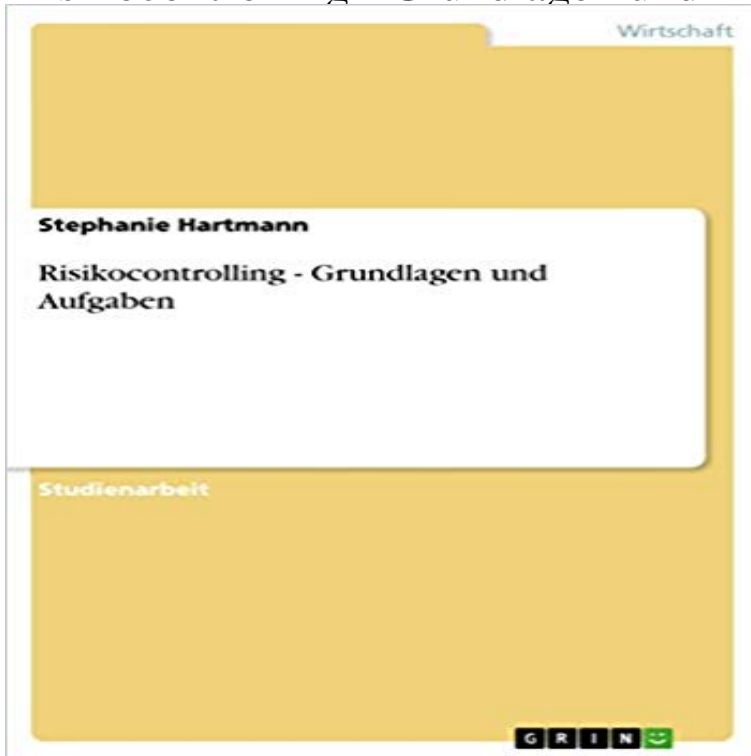 Wirtschaft
Stephanie Hartmann
Risikocontrolling - Grundlagen und
Aufgaben
Studienarbeit
GRIN